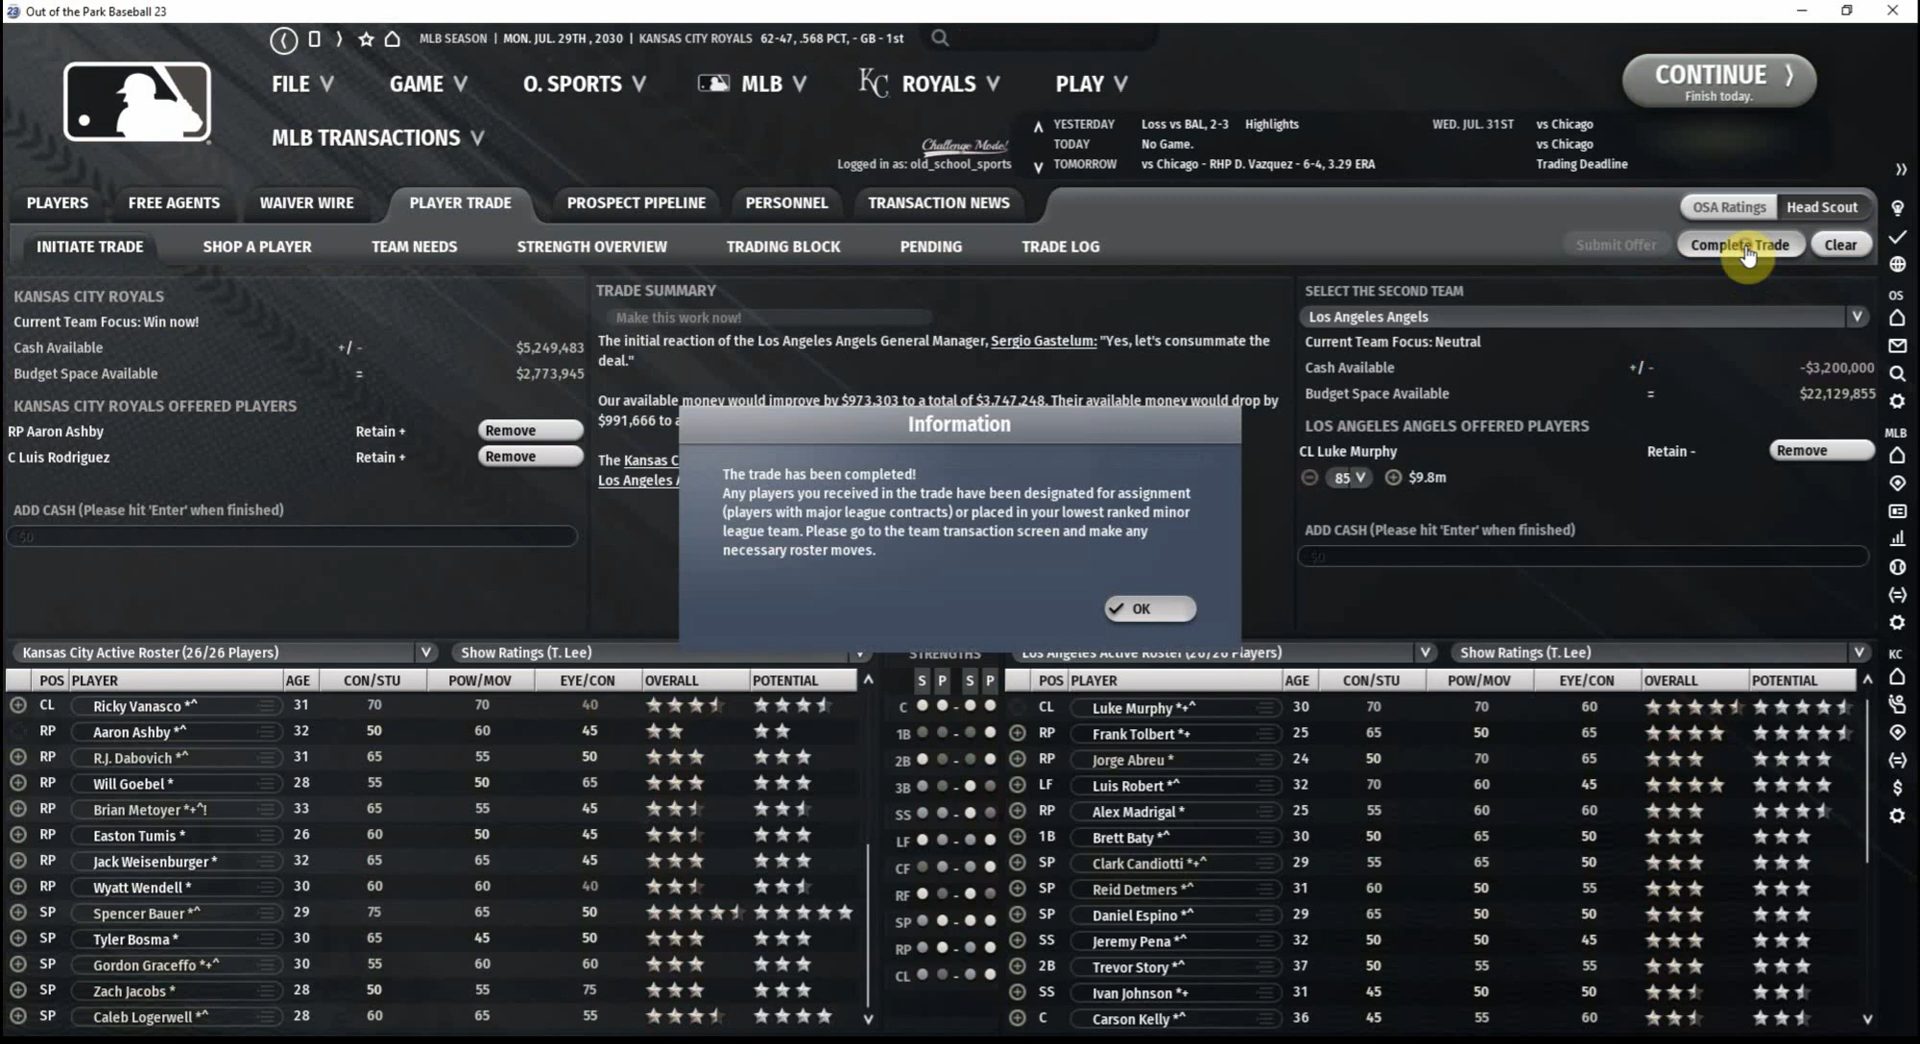 Out of the Park Baseball 23
MLB SEASON | MON. JUL. 29TH , 2030 | KANSAS CITY ROYALS 62-47, .568 PCT, - GB - 1st
FILE GAME O. SPORTS MLB KC ROYALS PLAY
CONTINUE
Finish today.
MLB TRANSACTIONS
Challenge Mode!
Logged in as: old_school_sports
YESTERDAY Loss vs BAL, 2-3 Highlights WED. JUL. 31ST vs Chicago
TODAY No Game. vs Chicago
TOMORROW vs Chicago - RHP D. Vazquez - 6-4, 3.29 ERA Trading Deadline
PLAYERS FREE AGENTS WAIVER WIRE PLAYER TRADE PROSPECT PIPELINE PERSONNEL TRANSACTION NEWS OSA Ratings Head Scout
INITIATE TRADE SHOP A PLAYER TEAM NEEDS STRENGTH OVERVIEW TRADING BLOCK PENDING TRADE LOG Submit Offer Complete Trade Clear
KANSAS CITY ROYALS
Current Team Focus: Win now!
Cash Available +/- $5,249,483
Budget Space Available = $2,773,945
KANSAS CITY ROYALS OFFERED PLAYERS
RP Aaron Ashby Retain + Remove
C Luis Rodriguez Retain + Remove
ADD CASH (Please hit 'Enter' when finished)
$0
TRADE SUMMARY
Make this work now!
The initial reaction of the Los Angeles Angels General Manager, Sergio Gastelum: "Yes, let's consummate the
deal."
Our available money would improve by $973,303 to a total of $3,747,248. Their available money would drop by
$991,666 to a
The Kansas C
Los Angeles A
SELECT THE SECOND TEAM
Los Angeles Angels
Current Team Focus: Neutral
Cash Available +/- -$3,200,000
Budget Space Available = $22,129,855
LOS ANGELES ANGELS OFFERED PLAYERS
CL Luke Murphy Retain - Remove
85 $9.8m
ADD CASH (Please hit 'Enter' when finished)
$0
Information
The trade has been completed!
Any players you received in the trade have been designated for assignment
(players with major league contracts) or placed in your lowest ranked minor
league team. Please go to the team transaction screen and make any
necessary roster moves.
OK
Kansas City Active Roster (26/26 Players) Show Ratings (T. Lee)
POS PLAYER AGE CON/STU POW/MOV EYE/CON OVERALL POTENTIAL
CL Ricky Vanasco *^ 31 70 70 40
RP Aaron Ashby *^ 32 50 60 45
RP R.J. Dabovich *^ 31 65 55 50
RP Will Goebel * 28 55 50 65
RP Brian Metoyer *+^! 33 65 55 45
RP Easton Tumis * 26 60 50 45
RP Jack Weisenburger * 32 65 65 45
RP Wyatt Wendell * 30 60 60 40
SP Spencer Bauer *^ 29 75 65 50
SP Tyler Bosma * 30 65 45 50
SP Gordon Graceffo *+^ 30 55 60 60
SP Zach Jacobs * 28 50 55 75
SP Caleb Logerwell *^ 28 60 65 55
STRENGTHS
S P S P
C -
1B -
2B -
3B -
SS -
LF -
CF -
RF -
SP -
RP -
CL -
Los Angeles Active Roster (26/26 Players) Show Ratings (T. Lee)
POS PLAYER AGE CON/STU POW/MOV EYE/CON OVERALL POTENTIAL
CL Luke Murphy *+^ 30 70 70 60
RP Frank Tolbert *+ 25 65 50 65
RP Jorge Abreu * 24 50 70 65
LF Luis Robert *^ 32 70 60 45
RP Alex Madrigal * 25 55 60 60
1B Brett Baty *^ 30 50 65 50
SP Clark Candiotti *+^ 29 55 65 50
SP Reid Detmers *^ 31 60 50 55
SP Daniel Espino *^ 29 65 50 50
SS Jeremy Pena *^ 32 50 50 45
2B Trevor Story *^ 37 50 55 55
SS Ivan Johnson *+ 31 45 50 50
C Carson Kelly *^ 36 45 55 60
OS
MLB
KC